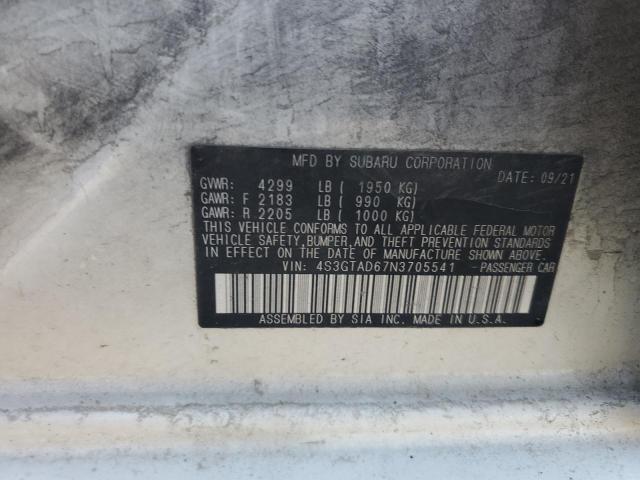 MFD BY SUBARU CORPORATION
DATE: 09/21
GVWR: 4299 LB ( 1950 KG)
GAWR: F 2183 LB ( 990 KG)
GAWR: R 2205 LB ( 1000 KG)
THIS VEHICLE CONFORMS TO ALL APPLICABLE FEDERAL MOTOR
VEHICLE SAFETY, BUMPER, AND THEFT PREVENTION STANDARDS
IN EFFECT ON THE DATE OF MANUFACTURE SHOWN ABOVE.
VIN: 4S3GTAD67N3705541 - PASSENGER CAR
ASSEMBLED BY SIA INC. MADE IN U.S.A.